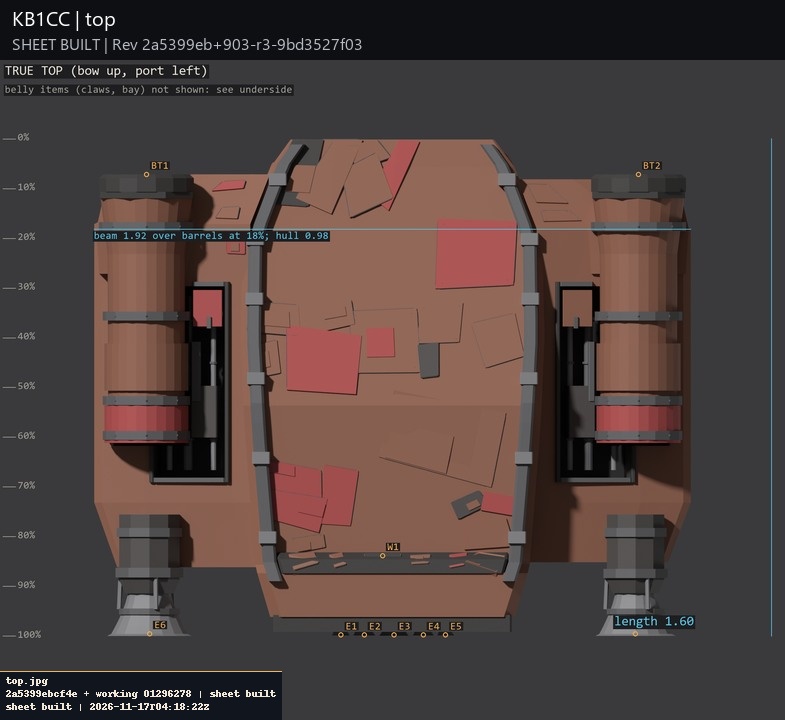 KB1CC | top
SHEET BUILT | Rev 2a5399eb+903-r3-9bd3527f03
TRUE TOP (bow up, port left)
belly items (claws, bay) not shown: see underside
0%
BT1
BT2
10%
20%
beam 1.92 over barrels at 18%; hull 0.98
30%
40%
50%
60%
70%
80%
W1
90%
E6
E1
E2
E3
E4
E5
length 1.60
100%
top.jpg
2a5399ebcf4e + working 01296278 | sheet built
sheet built | 2026-11-17T04:18:22z